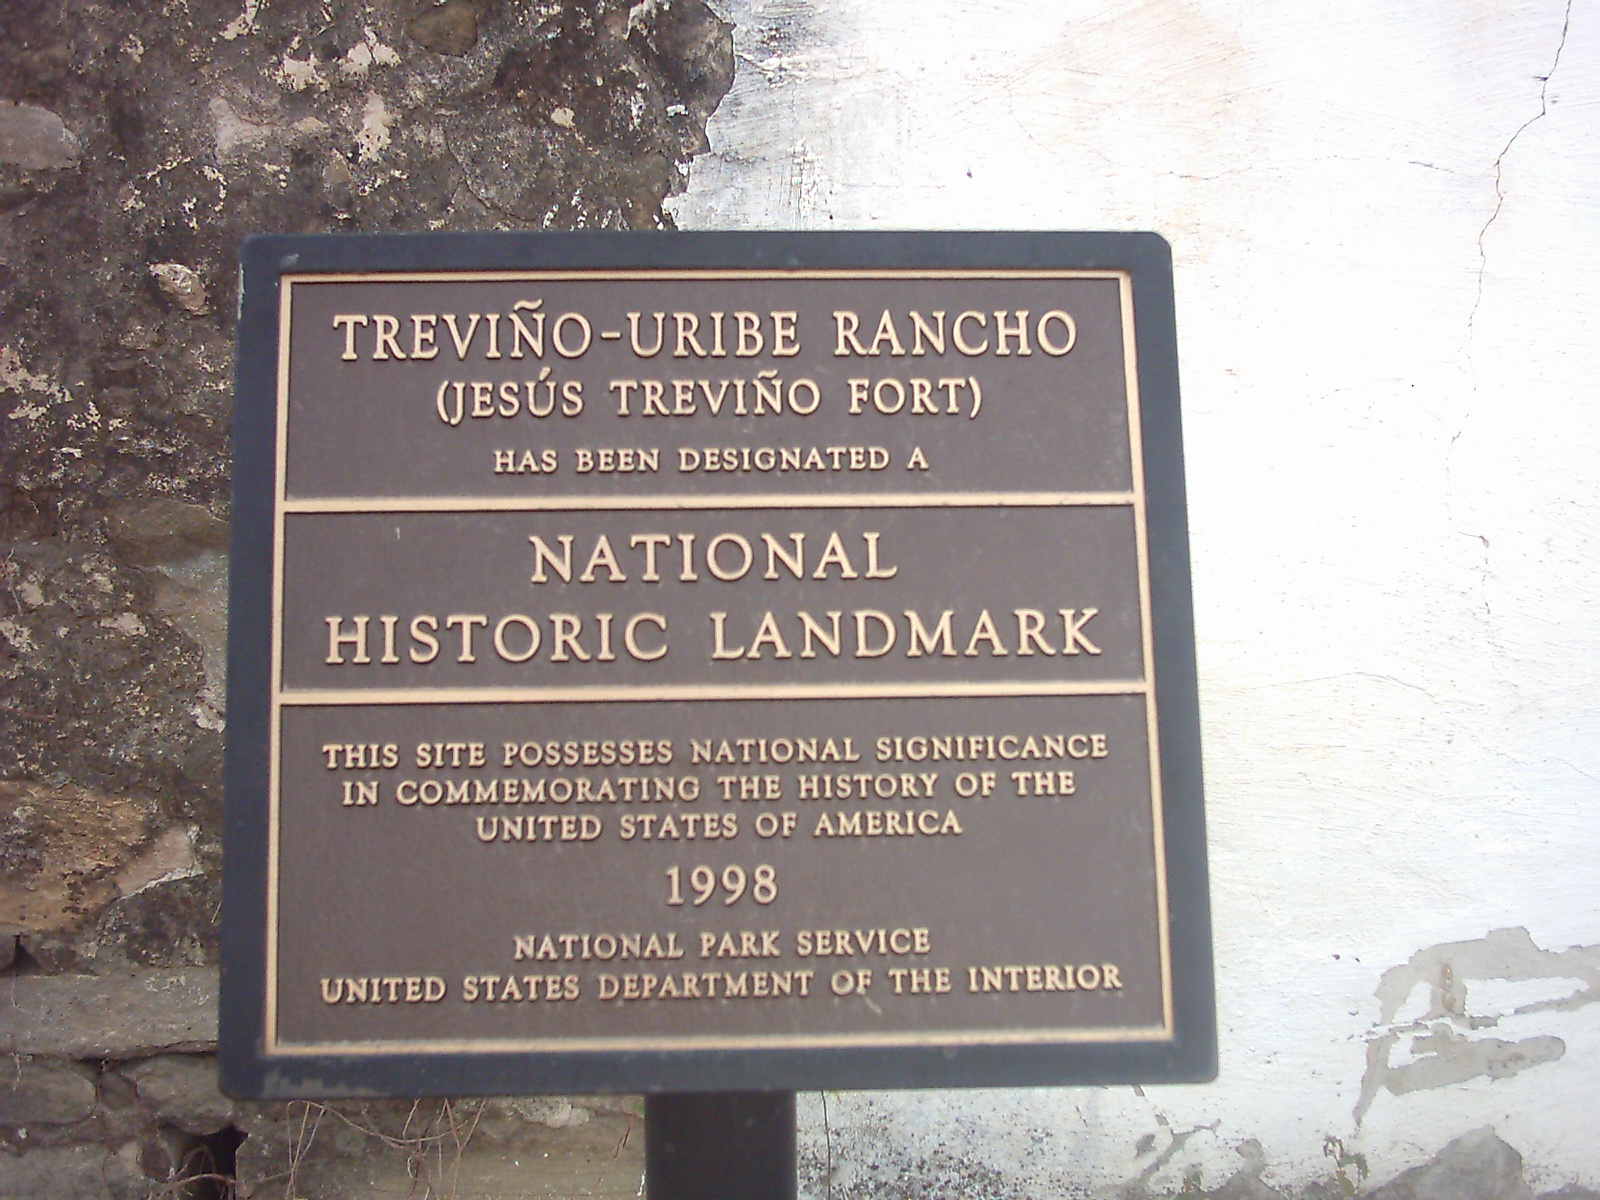 TREVIÑO-URIBE RANCHO
(JESÚS TREVIÑO FORT)
HAS BEEN DESIGNATED A
NATIONAL
HISTORIC LANDMARK
THIS SITE POSSESSES NATIONAL SIGNIFICANCE
IN COMMEMORATING THE HISTORY OF THE
UNITED STATES OF AMERICA
1998
NATIONAL PARK SERVICE
UNITED STATES DEPARTMENT OF THE INTERIOR